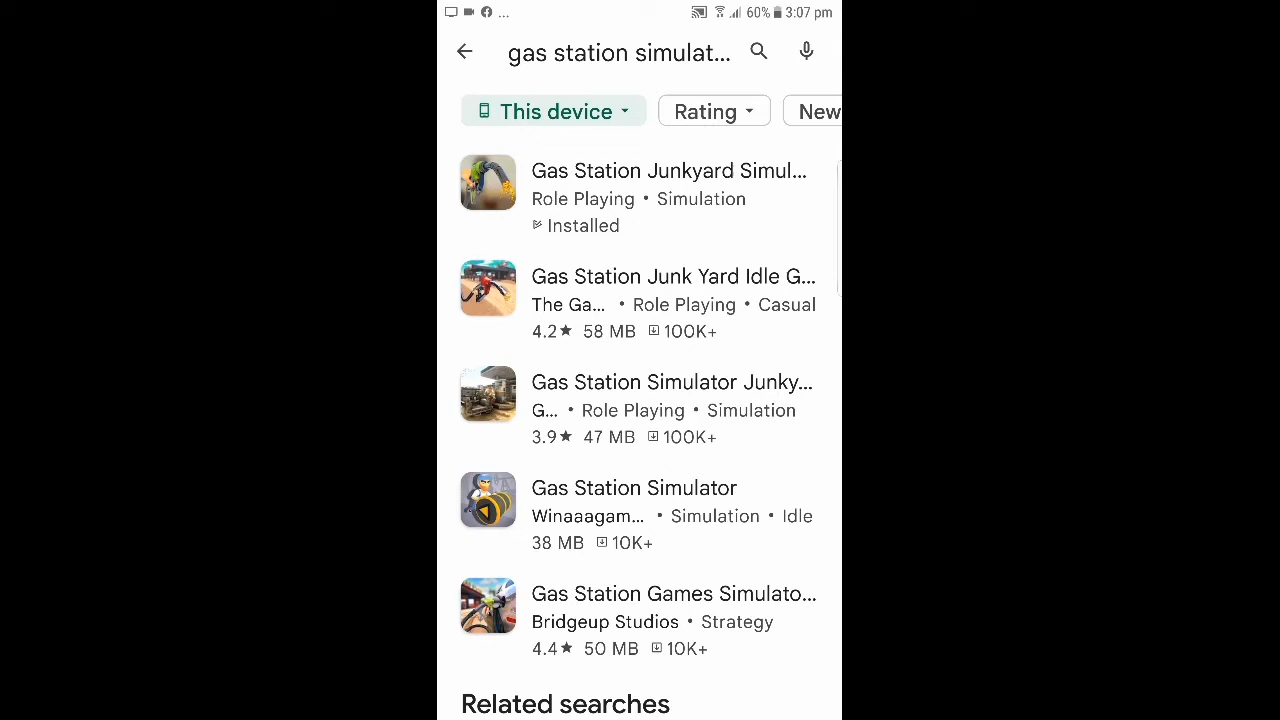 ... 60% 3:07 pm
gas station simulat...
This device Rating New
Gas Station Junkyard Simul...
Role Playing • Simulation
Installed
Gas Station Junk Yard Idle G...
The Ga... • Role Playing • Casual
4.2★ 58 MB 100K+
Gas Station Simulator Junky...
G... • Role Playing • Simulation
3.9★ 47 MB 100K+
Gas Station Simulator
Winaaagam... • Simulation • Idle
38 MB 10K+
Gas Station Games Simulato...
Bridgeup Studios • Strategy
4.4★ 50 MB 10K+
Related searches